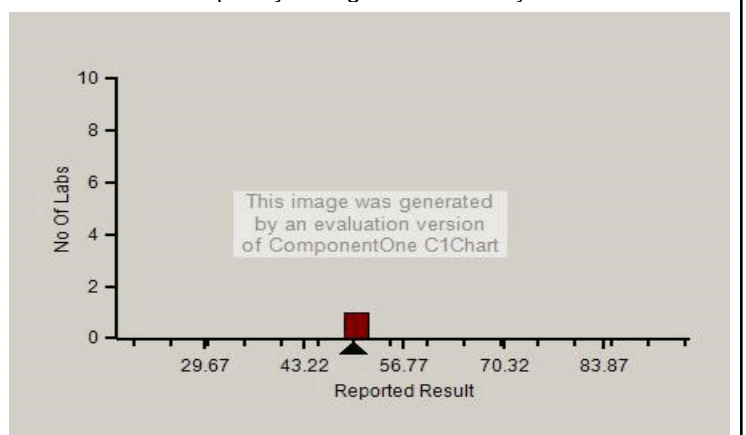 10
8
6
4
2
0
No Of Labs
This image was generated
by an evaluation version
of ComponentOne C1Chart
29.67 43.22 56.77 70.32 83.87
Reported Result